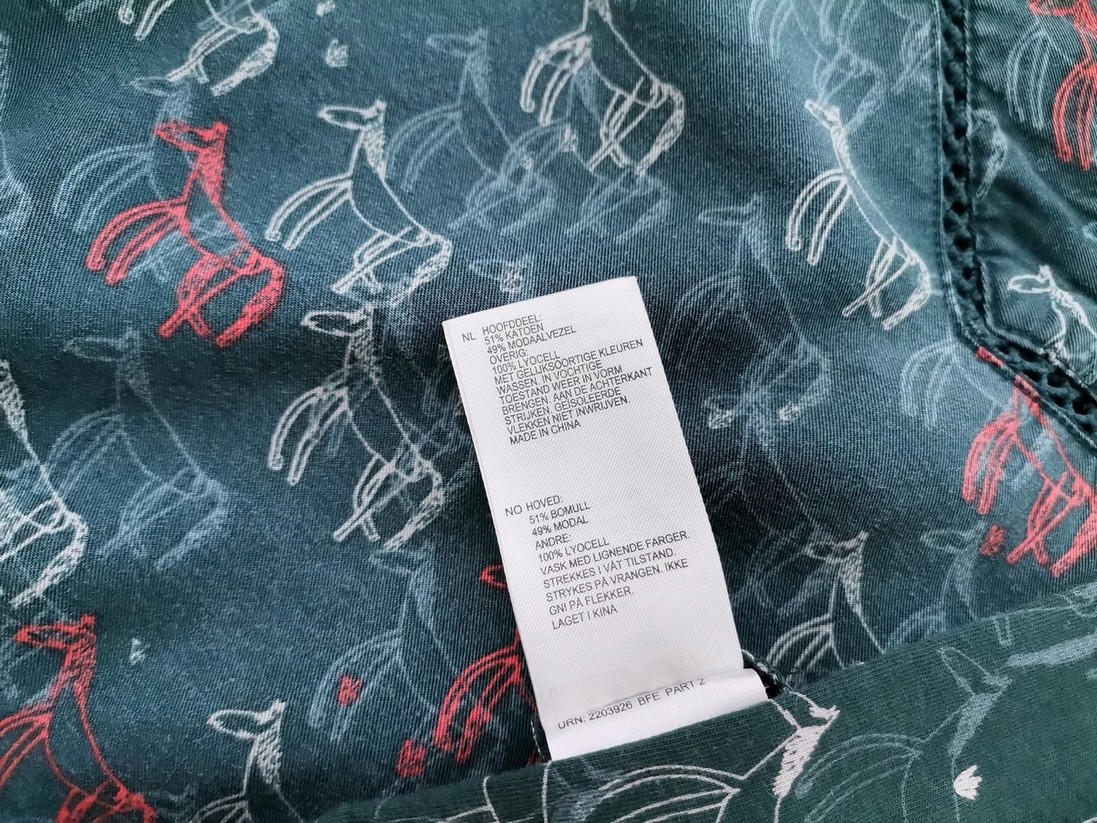 NL HOOFDDEEL:
51% KATOEN
49% MODAALVEZEL
OVERIG:
100% LYOCELL
MET GELIJKSOORTIGE KLEUREN
WASSEN. IN VOCHTIGE
TOESTAND WEER IN VORM
BRENGEN. AAN DE ACHTERKANT
STRIJKEN. GEÏSOLEERDE
VLEKKEN NIET INWRIJVEN.
MADE IN CHINA
NO HOVED:
51% BOMULL
49% MODAL
ANDRE:
100% LYOCELL
VASK MED LIGNENDE FARGER.
STREKKES I VÅT TILSTAND.
STRYKES PÅ VRANGEN. IKKE
GNI PÅ FLEKKER.
LAGET I KINA
URN: 2203926 BFE PART 2